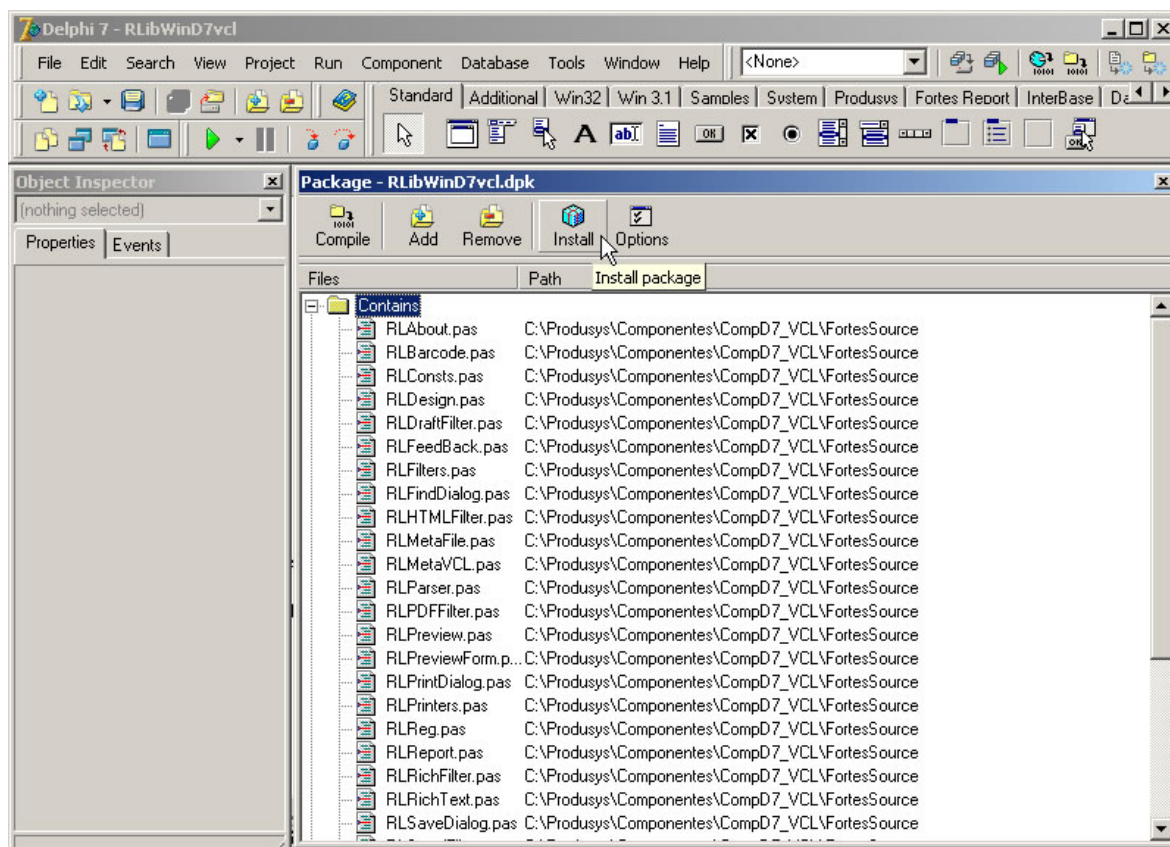 Delphi 7 - RLibWinD7vcl
File Edit Search View Project Run Component Database Tools Window Help <None>
Standard Additional Win32 Win 3.1 Samples System Produsys Fortes Report InterBase
Object Inspector
(nothing selected)
Properties Events
Package - RLibWinD7vcl.dpk
Compile Add Remove Install Options
Install package
Files Path
Contains
RLAbout.pas C:\Produsys\Componentes\CompD7_VCL\FortesSource
RLBarcode.pas C:\Produsys\Componentes\CompD7_VCL\FortesSource
RLConsts.pas C:\Produsys\Componentes\CompD7_VCL\FortesSource
RLDesign.pas C:\Produsys\Componentes\CompD7_VCL\FortesSource
RLDraftFilter.pas C:\Produsys\Componentes\CompD7_VCL\FortesSource
RLFeedBack.pas C:\Produsys\Componentes\CompD7_VCL\FortesSource
RLFilters.pas C:\Produsys\Componentes\CompD7_VCL\FortesSource
RLFindDialog.pas C:\Produsys\Componentes\CompD7_VCL\FortesSource
RLHTMLFilter.pas C:\Produsys\Componentes\CompD7_VCL\FortesSource
RLMetaFile.pas C:\Produsys\Componentes\CompD7_VCL\FortesSource
RLMetaVCL.pas C:\Produsys\Componentes\CompD7_VCL\FortesSource
RLParser.pas C:\Produsys\Componentes\CompD7_VCL\FortesSource
RLPDFFilter.pas C:\Produsys\Componentes\CompD7_VCL\FortesSource
RLPreview.pas C:\Produsys\Componentes\CompD7_VCL\FortesSource
RLPreviewForm.p... C:\Produsys\Componentes\CompD7_VCL\FortesSource
RLPrintDialog.pas C:\Produsys\Componentes\CompD7_VCL\FortesSource
RLPrinters.pas C:\Produsys\Componentes\CompD7_VCL\FortesSource
RLReg.pas C:\Produsys\Componentes\CompD7_VCL\FortesSource
RLReport.pas C:\Produsys\Componentes\CompD7_VCL\FortesSource
RLRichFilter.pas C:\Produsys\Componentes\CompD7_VCL\FortesSource
RLRichText.pas C:\Produsys\Componentes\CompD7_VCL\FortesSource
RLSaveDialog.pas C:\Produsys\Componentes\CompD7_VCL\FortesSource